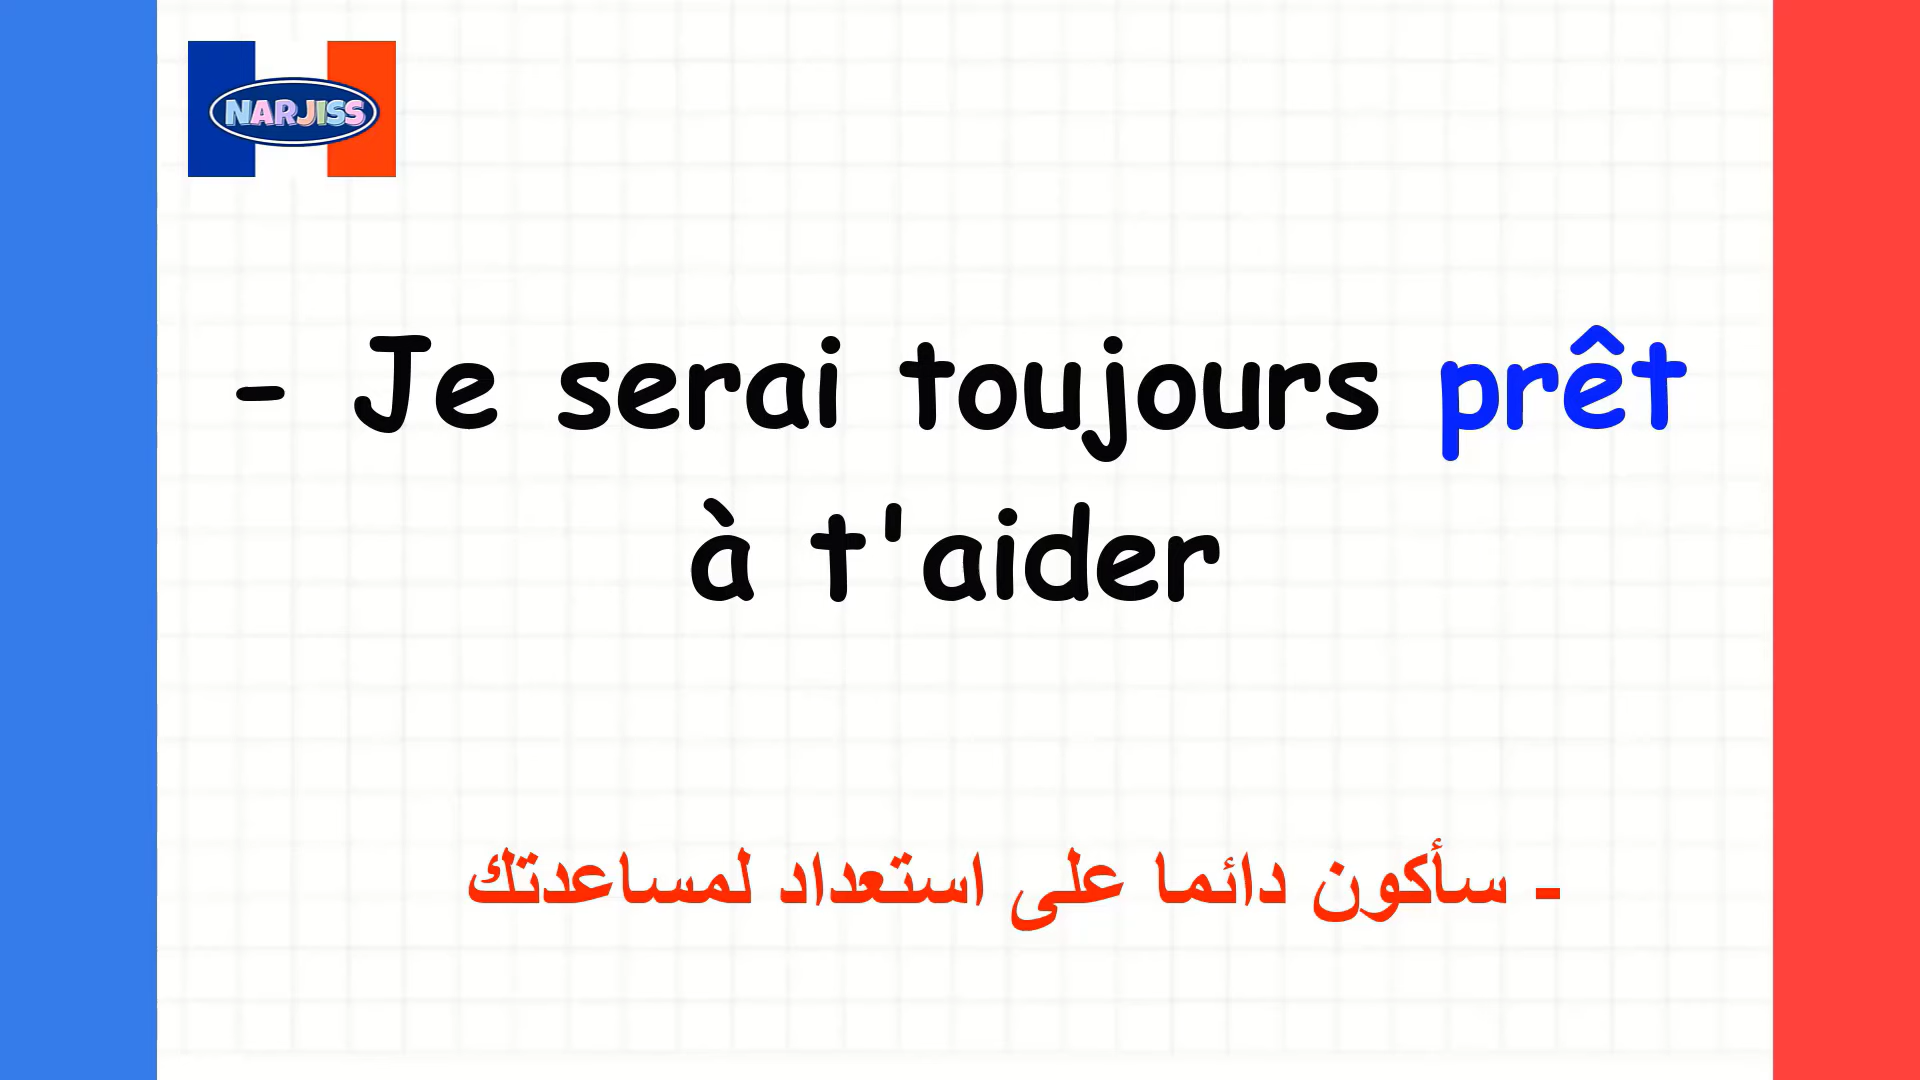 NARJISS
- Je serai toujours prêt
à t'aider
- سأكون دائما على استعداد لمساعدتك